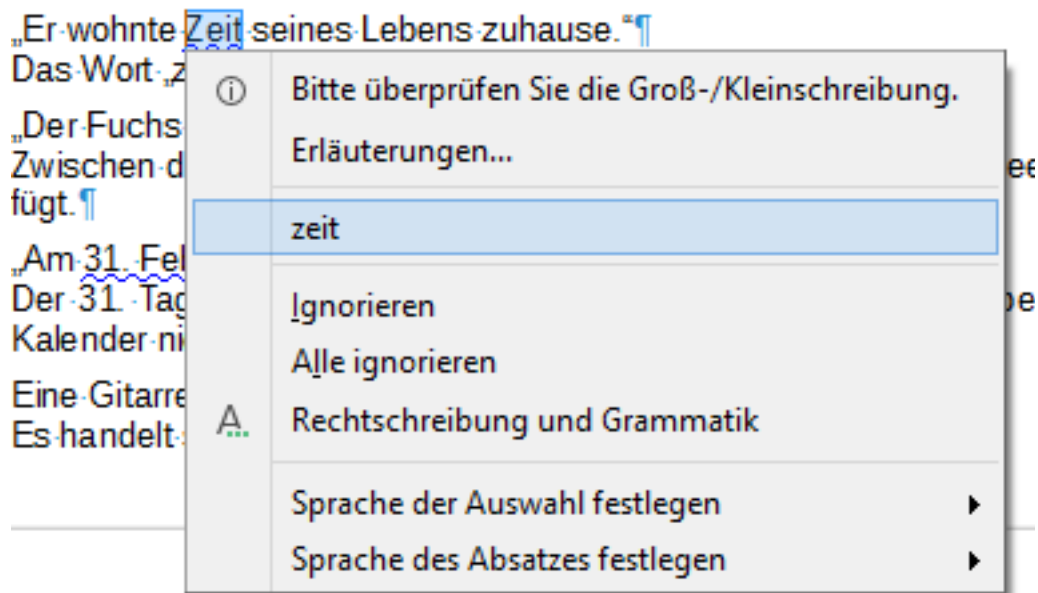 „Er wohnte Zeit seines Lebens zuhause.“¶
Das Wort
„Der Fuchs
Zwischen
fügt.¶
„Am 31.
Der 31. Tag
Kalender
Eine Gitarre
Es handelt
Bitte überprüfen Sie die Groß-/Kleinschreibung.
Erläuterungen...
zeit
Ignorieren
Alle ignorieren
Rechtschreibung und Grammatik
Sprache der Auswahl festlegen
Sprache des Absatzes festlegen